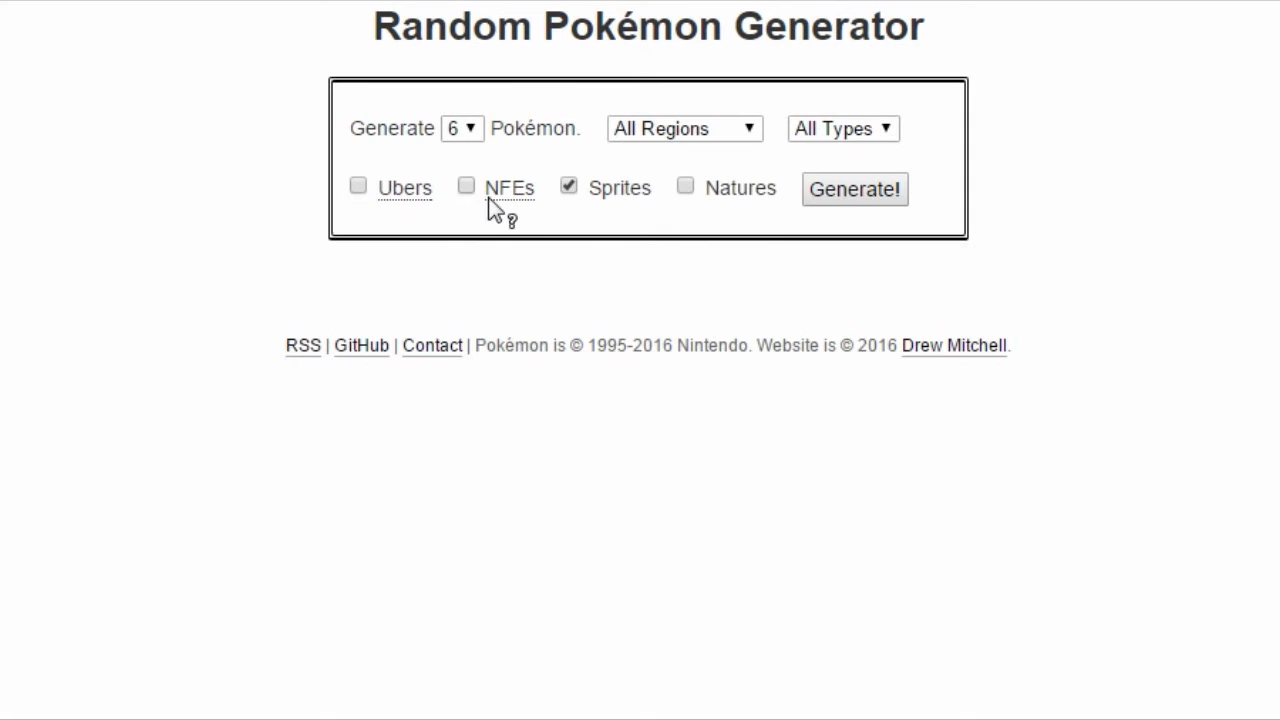 Random Pokémon Generator
Generate 6 Pokémon. All Regions All Types
Ubers NFEs Sprites Natures Generate!
RSS | GitHub | Contact | Pokémon is © 1995-2016 Nintendo. Website is © 2016 Drew Mitchell.